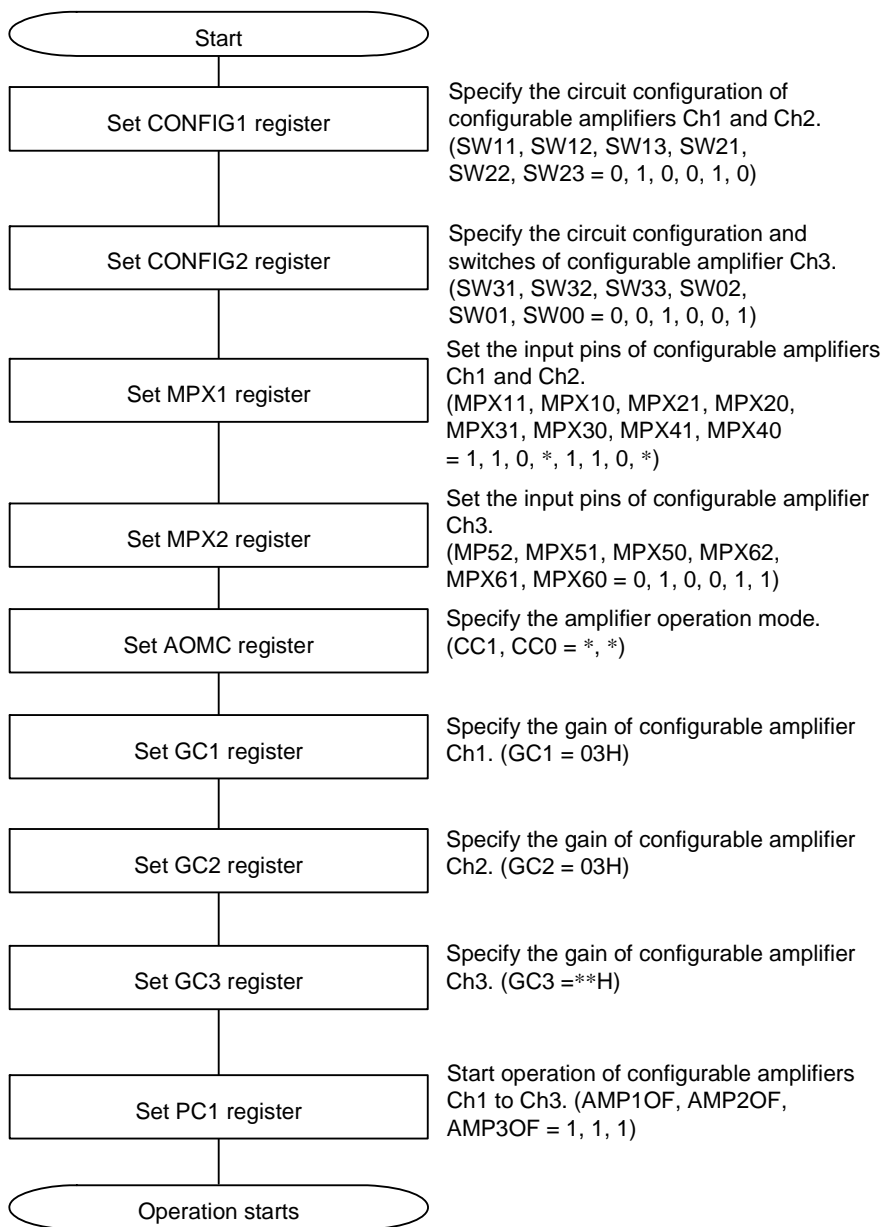 Start
Set CONFIG1 register
Specify the circuit configuration of
configurable amplifiers Ch1 and Ch2.
(SW11, SW12, SW13, SW21,
SW22, SW23 = 0, 1, 0, 0, 1, 0)
Set CONFIG2 register
Specify the circuit configuration and
switches of configurable amplifier Ch3.
(SW31, SW32, SW33, SW02,
SW01, SW00 = 0, 0, 1, 0, 0, 1)
Set MPX1 register
Set the input pins of configurable amplifiers
Ch1 and Ch2.
(MPX11, MPX10, MPX21, MPX20,
MPX31, MPX30, MPX41, MPX40
= 1, 1, 0, *, 1, 1, 0, *)
Set MPX2 register
Set the input pins of configurable amplifier
Ch3.
(MP52, MPX51, MPX50, MPX62,
MPX61, MPX60 = 0, 1, 0, 0, 1, 1)
Set AOMC register
Specify the amplifier operation mode.
(CC1, CC0 = *, *)
Set GC1 register
Specify the gain of configurable amplifier
Ch1. (GC1 = 03H)
Set GC2 register
Specify the gain of configurable amplifier
Ch2. (GC2 = 03H)
Set GC3 register
Specify the gain of configurable amplifier
Ch3. (GC3 =**H)
Set PC1 register
Start operation of configurable amplifiers
Ch1 to Ch3. (AMP1OF, AMP2OF,
AMP3OF = 1, 1, 1)
Operation starts